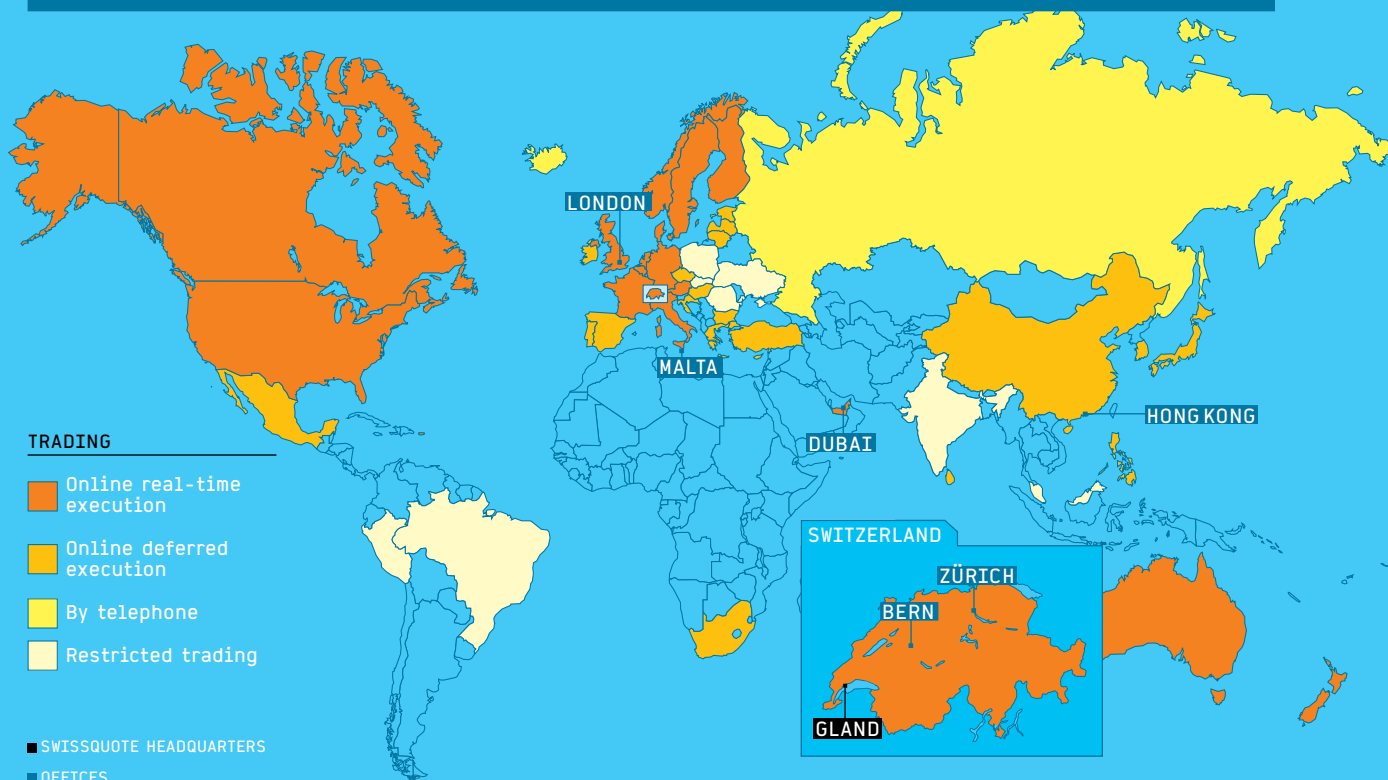 LONDON
MALTA
HONG KONG
DUBAI
TRADING
Online real-time
execution
Online deferred
execution
By telephone
Restricted trading
SWITZERLAND
ZÜRICH
BERN
GLAND
SWISSQUOTE HEADQUARTERS
OFFICES